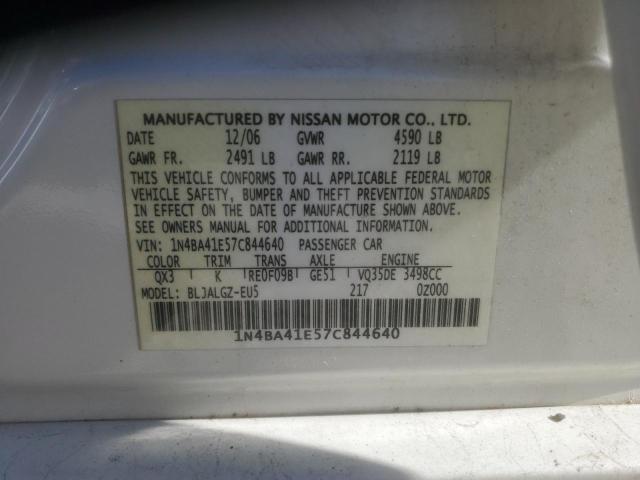 MANUFACTURED BY NISSAN MOTOR CO., LTD.
DATE 12/06 GVWR 4590 LB
GAWR FR. 2491 LB GAWR RR. 2119 LB
THIS VEHICLE CONFORMS TO ALL APPLICABLE FEDERAL MOTOR
VEHICLE SAFETY, BUMPER AND THEFT PREVENTION STANDARDS
IN EFFECT ON THE DATE OF MANUFACTURE SHOWN ABOVE.
SEE OWNERS MANUAL FOR ADDITIONAL INFORMATION.
VIN: 1N4BA41E57C844640 PASSENGER CAR
COLOR TRIM TRANS AXLE ENGINE
QX3 K RE0F09B GE51 VQ35DE 3498CC
MODEL: BLJALGZ-EU5 217 0Z000
1N4BA41E57C844640